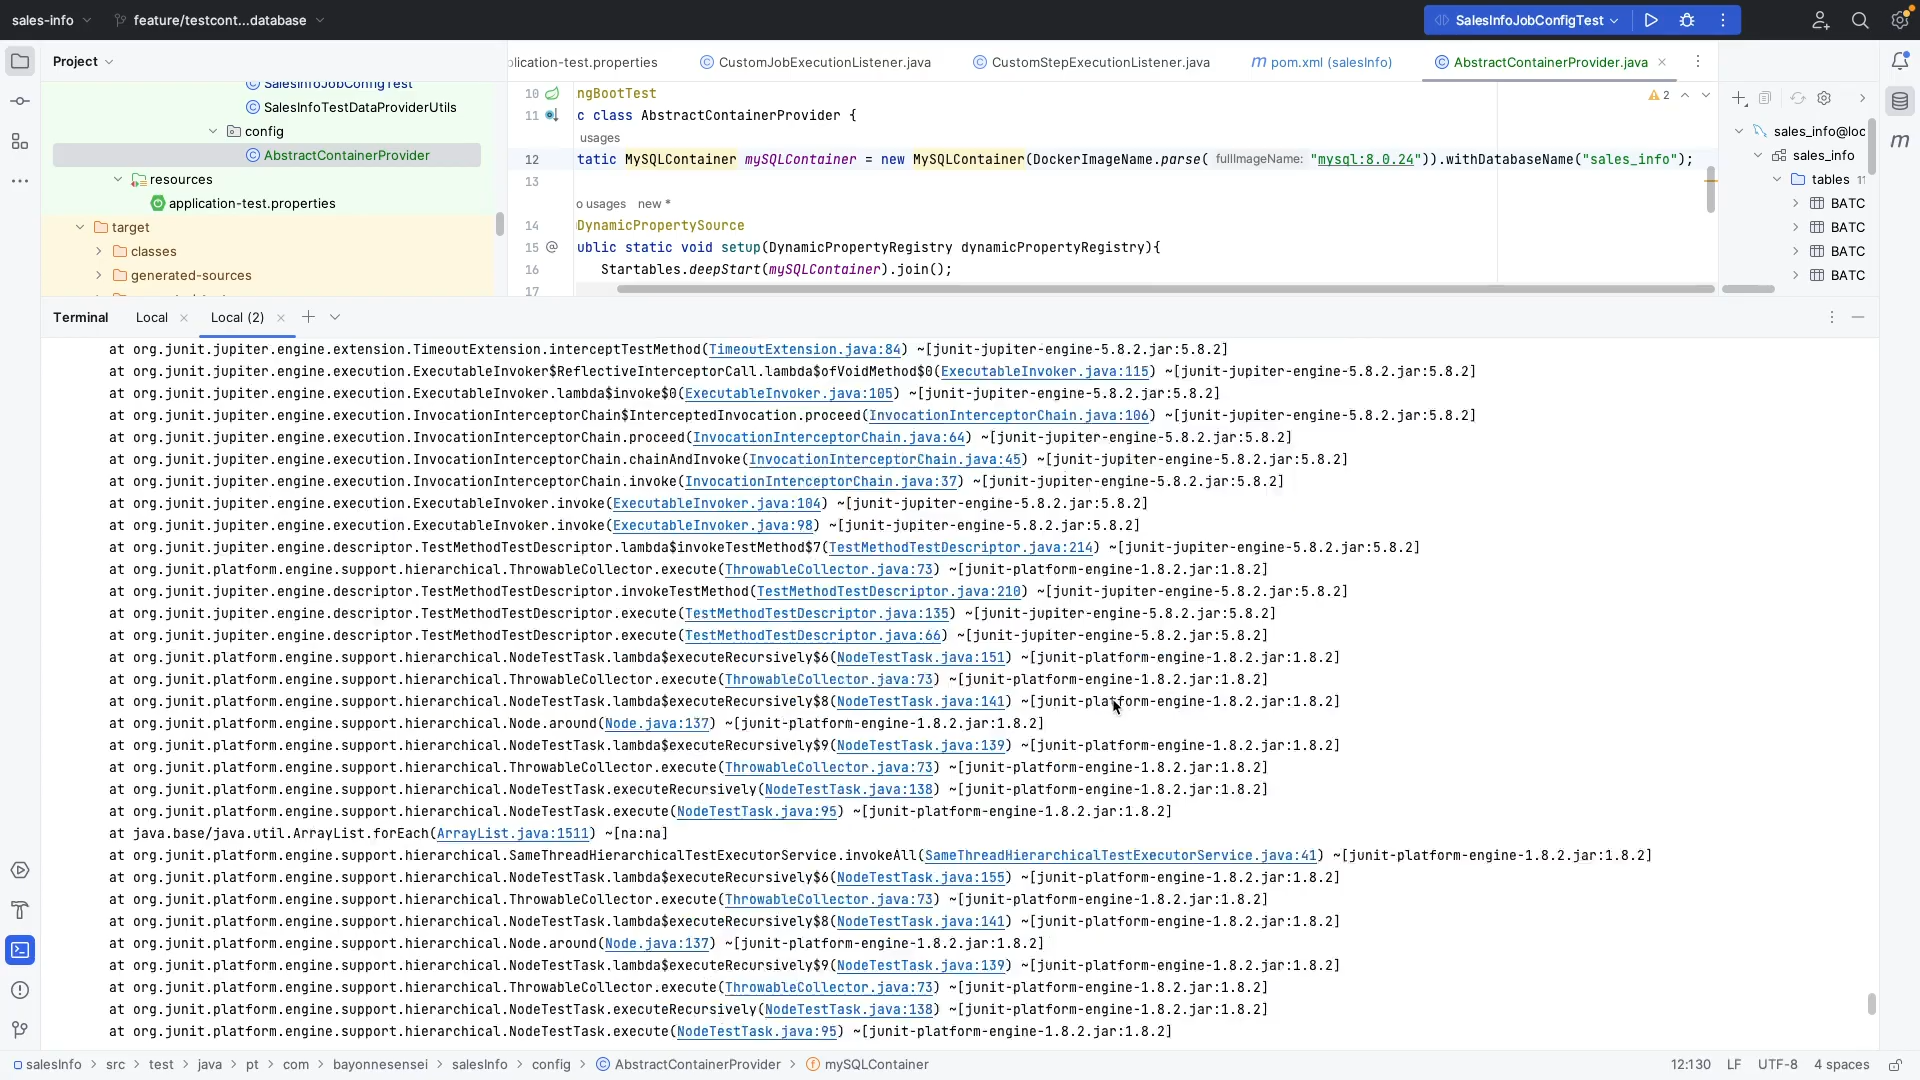 sales-info
feature/testcont...database
SalesInfoJobConfigTest
Project
plication-test.properties
CustomJobExecutionListener.java
CustomStepExecutionListener.java
pom.xml (salesInfo)
AbstractContainerProvider.java
SalesInfoJobConfigTest
SalesInfoTestDataProviderUtils
config
AbstractContainerProvider
resources
application-test.properties
target
classes
generated-sources
10 ngBootTest
11 c class AbstractContainerProvider {
usages
12 tatic MySQLContainer mySQLContainer = new MySQLContainer(DockerImageName.parse( fullImageName: "mysql:8.0.24")).withDatabaseName("sales_info");
13
o usages new *
14 DynamicPropertySource
15 @ ublic static void setup(DynamicPropertyRegistry dynamicPropertyRegistry){
16 Startables.deepStart(mySQLContainer).join();
17
2
sales_info@loc
sales_info
tables 11
BATC
BATC
BATC
BATC
Terminal
Local
Local (2)
at org.junit.jupiter.engine.extension.TimeoutExtension.interceptTestMethod(TimeoutExtension.java:84) ~[junit-jupiter-engine-5.8.2.jar:5.8.2]
at org.junit.jupiter.engine.execution.ExecutableInvoker$ReflectiveInterceptorCall.lambda$ofVoidMethod$0(ExecutableInvoker.java:115) ~[junit-jupiter-engine-5.8.2.jar:5.8.2]
at org.junit.jupiter.engine.execution.ExecutableInvoker.lambda$invoke$0(ExecutableInvoker.java:105) ~[junit-jupiter-engine-5.8.2.jar:5.8.2]
at org.junit.jupiter.engine.execution.InvocationInterceptorChain$InterceptedInvocation.proceed(InvocationInterceptorChain.java:106) ~[junit-jupiter-engine-5.8.2.jar:5.8.2]
at org.junit.jupiter.engine.execution.InvocationInterceptorChain.proceed(InvocationInterceptorChain.java:64) ~[junit-jupiter-engine-5.8.2.jar:5.8.2]
at org.junit.jupiter.engine.execution.InvocationInterceptorChain.chainAndInvoke(InvocationInterceptorChain.java:45) ~[junit-jupiter-engine-5.8.2.jar:5.8.2]
at org.junit.jupiter.engine.execution.InvocationInterceptorChain.invoke(InvocationInterceptorChain.java:37) ~[junit-jupiter-engine-5.8.2.jar:5.8.2]
at org.junit.jupiter.engine.execution.ExecutableInvoker.invoke(ExecutableInvoker.java:104) ~[junit-jupiter-engine-5.8.2.jar:5.8.2]
at org.junit.jupiter.engine.execution.ExecutableInvoker.invoke(ExecutableInvoker.java:98) ~[junit-jupiter-engine-5.8.2.jar:5.8.2]
at org.junit.jupiter.engine.descriptor.TestMethodTestDescriptor.lambda$invokeTestMethod$7(TestMethodTestDescriptor.java:214) ~[junit-jupiter-engine-5.8.2.jar:5.8.2]
at org.junit.platform.engine.support.hierarchical.ThrowableCollector.execute(ThrowableCollector.java:73) ~[junit-platform-engine-1.8.2.jar:1.8.2]
at org.junit.jupiter.engine.descriptor.TestMethodTestDescriptor.invokeTestMethod(TestMethodTestDescriptor.java:210) ~[junit-jupiter-engine-5.8.2.jar:5.8.2]
at org.junit.jupiter.engine.descriptor.TestMethodTestDescriptor.execute(TestMethodTestDescriptor.java:135) ~[junit-jupiter-engine-5.8.2.jar:5.8.2]
at org.junit.jupiter.engine.descriptor.TestMethodTestDescriptor.execute(TestMethodTestDescriptor.java:66) ~[junit-jupiter-engine-5.8.2.jar:5.8.2]
at org.junit.platform.engine.support.hierarchical.NodeTestTask.lambda$executeRecursively$6(NodeTestTask.java:151) ~[junit-platform-engine-1.8.2.jar:1.8.2]
at org.junit.platform.engine.support.hierarchical.ThrowableCollector.execute(ThrowableCollector.java:73) ~[junit-platform-engine-1.8.2.jar:1.8.2]
at org.junit.platform.engine.support.hierarchical.NodeTestTask.lambda$executeRecursively$8(NodeTestTask.java:141) ~[junit-platform-engine-1.8.2.jar:1.8.2]
at org.junit.platform.engine.support.hierarchical.Node.around(Node.java:137) ~[junit-platform-engine-1.8.2.jar:1.8.2]
at org.junit.platform.engine.support.hierarchical.NodeTestTask.lambda$executeRecursively$9(NodeTestTask.java:139) ~[junit-platform-engine-1.8.2.jar:1.8.2]
at org.junit.platform.engine.support.hierarchical.ThrowableCollector.execute(ThrowableCollector.java:73) ~[junit-platform-engine-1.8.2.jar:1.8.2]
at org.junit.platform.engine.support.hierarchical.NodeTestTask.executeRecursively(NodeTestTask.java:138) ~[junit-platform-engine-1.8.2.jar:1.8.2]
at org.junit.platform.engine.support.hierarchical.NodeTestTask.execute(NodeTestTask.java:95) ~[junit-platform-engine-1.8.2.jar:1.8.2]
at java.base/java.util.ArrayList.forEach(ArrayList.java:1511) ~[na:na]
at org.junit.platform.engine.support.hierarchical.SameThreadHierarchicalTestExecutorService.invokeAll(SameThreadHierarchicalTestExecutorService.java:41) ~[junit-platform-engine-1.8.2.jar:1.8.2]
at org.junit.platform.engine.support.hierarchical.NodeTestTask.lambda$executeRecursively$6(NodeTestTask.java:155) ~[junit-platform-engine-1.8.2.jar:1.8.2]
at org.junit.platform.engine.support.hierarchical.ThrowableCollector.execute(ThrowableCollector.java:73) ~[junit-platform-engine-1.8.2.jar:1.8.2]
at org.junit.platform.engine.support.hierarchical.NodeTestTask.lambda$executeRecursively$8(NodeTestTask.java:141) ~[junit-platform-engine-1.8.2.jar:1.8.2]
at org.junit.platform.engine.support.hierarchical.Node.around(Node.java:137) ~[junit-platform-engine-1.8.2.jar:1.8.2]
at org.junit.platform.engine.support.hierarchical.NodeTestTask.lambda$executeRecursively$9(NodeTestTask.java:139) ~[junit-platform-engine-1.8.2.jar:1.8.2]
at org.junit.platform.engine.support.hierarchical.ThrowableCollector.execute(ThrowableCollector.java:73) ~[junit-platform-engine-1.8.2.jar:1.8.2]
at org.junit.platform.engine.support.hierarchical.NodeTestTask.executeRecursively(NodeTestTask.java:138) ~[junit-platform-engine-1.8.2.jar:1.8.2]
at org.junit.platform.engine.support.hierarchical.NodeTestTask.execute(NodeTestTask.java:95) ~[junit-platform-engine-1.8.2.jar:1.8.2]
salesInfo > src > test > java > pt > com > bayonnesensei > salesInfo > config > AbstractContainerProvider > mySQLContainer
12:130 LF UTF-8 4 spaces